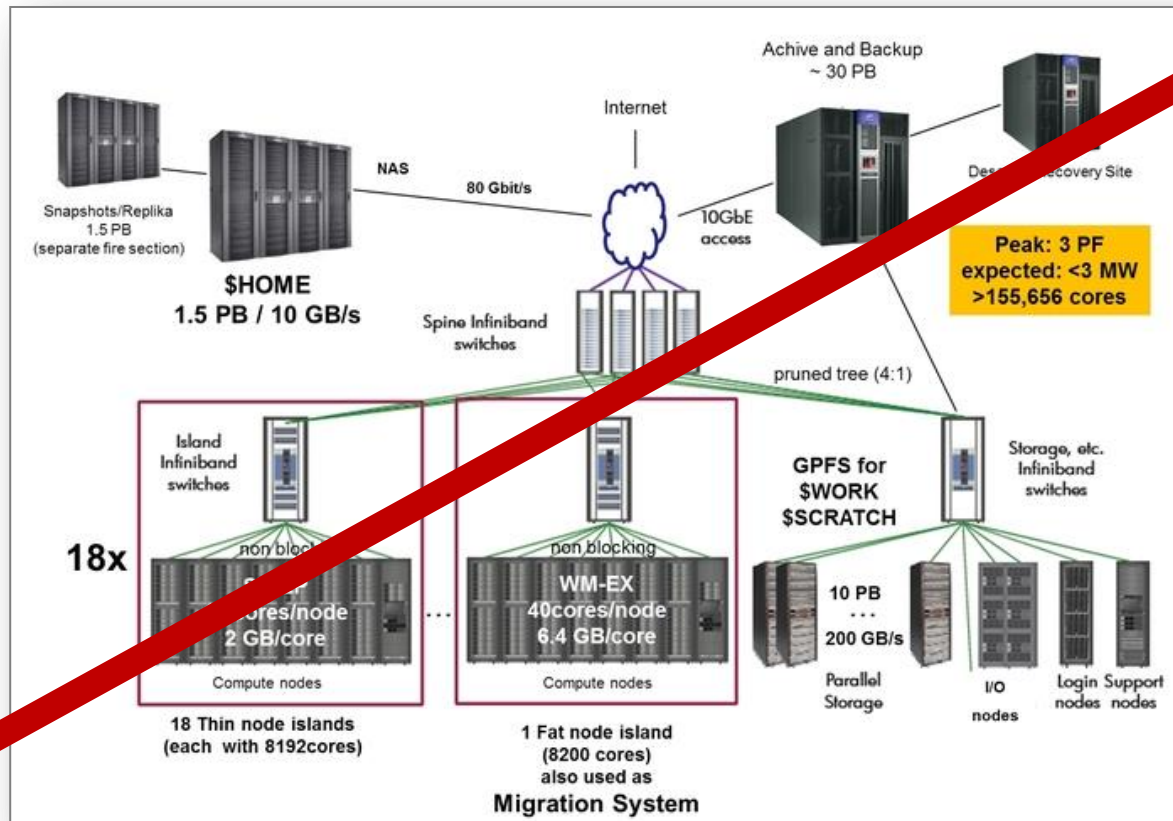 Achive and Backup
~ 30 PB
Internet
NAS
80 Gbit/s
10GbE
access
Snapshots/Replika
1.5 PB
(separate fire section)
$HOME
1.5 PB / 10 GB/s
Recovery Site
Peak: 3 PF
expected: <3 MW
>155,656 cores
Spine Infiniband
switches
pruned tree (4:1)
Island
Infiniband
switches
GPFS for
$WORK
$SCRATCH
Storage, etc.
Infiniband
switches
18x
non
non blocking
2 GB/core
WM-EX
40cores/node
6.4 GB/core
...
10 PB
...
200 GB/s
Compute nodes
Compute nodes
Parallel
Storage
I/O
nodes
Login
nodes
Support
nodes
18 Thin node islands
(each with 8192cores)
1 Fat node island
(8200 cores)
also used as
Migration System